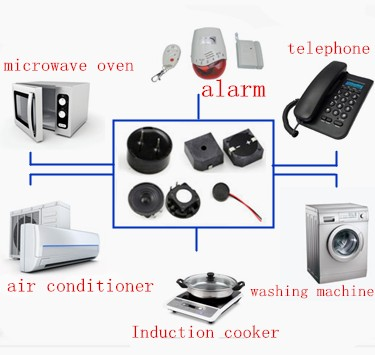 telephone
microwave oven
alarm
air conditioner
washing machine
Induction cooker